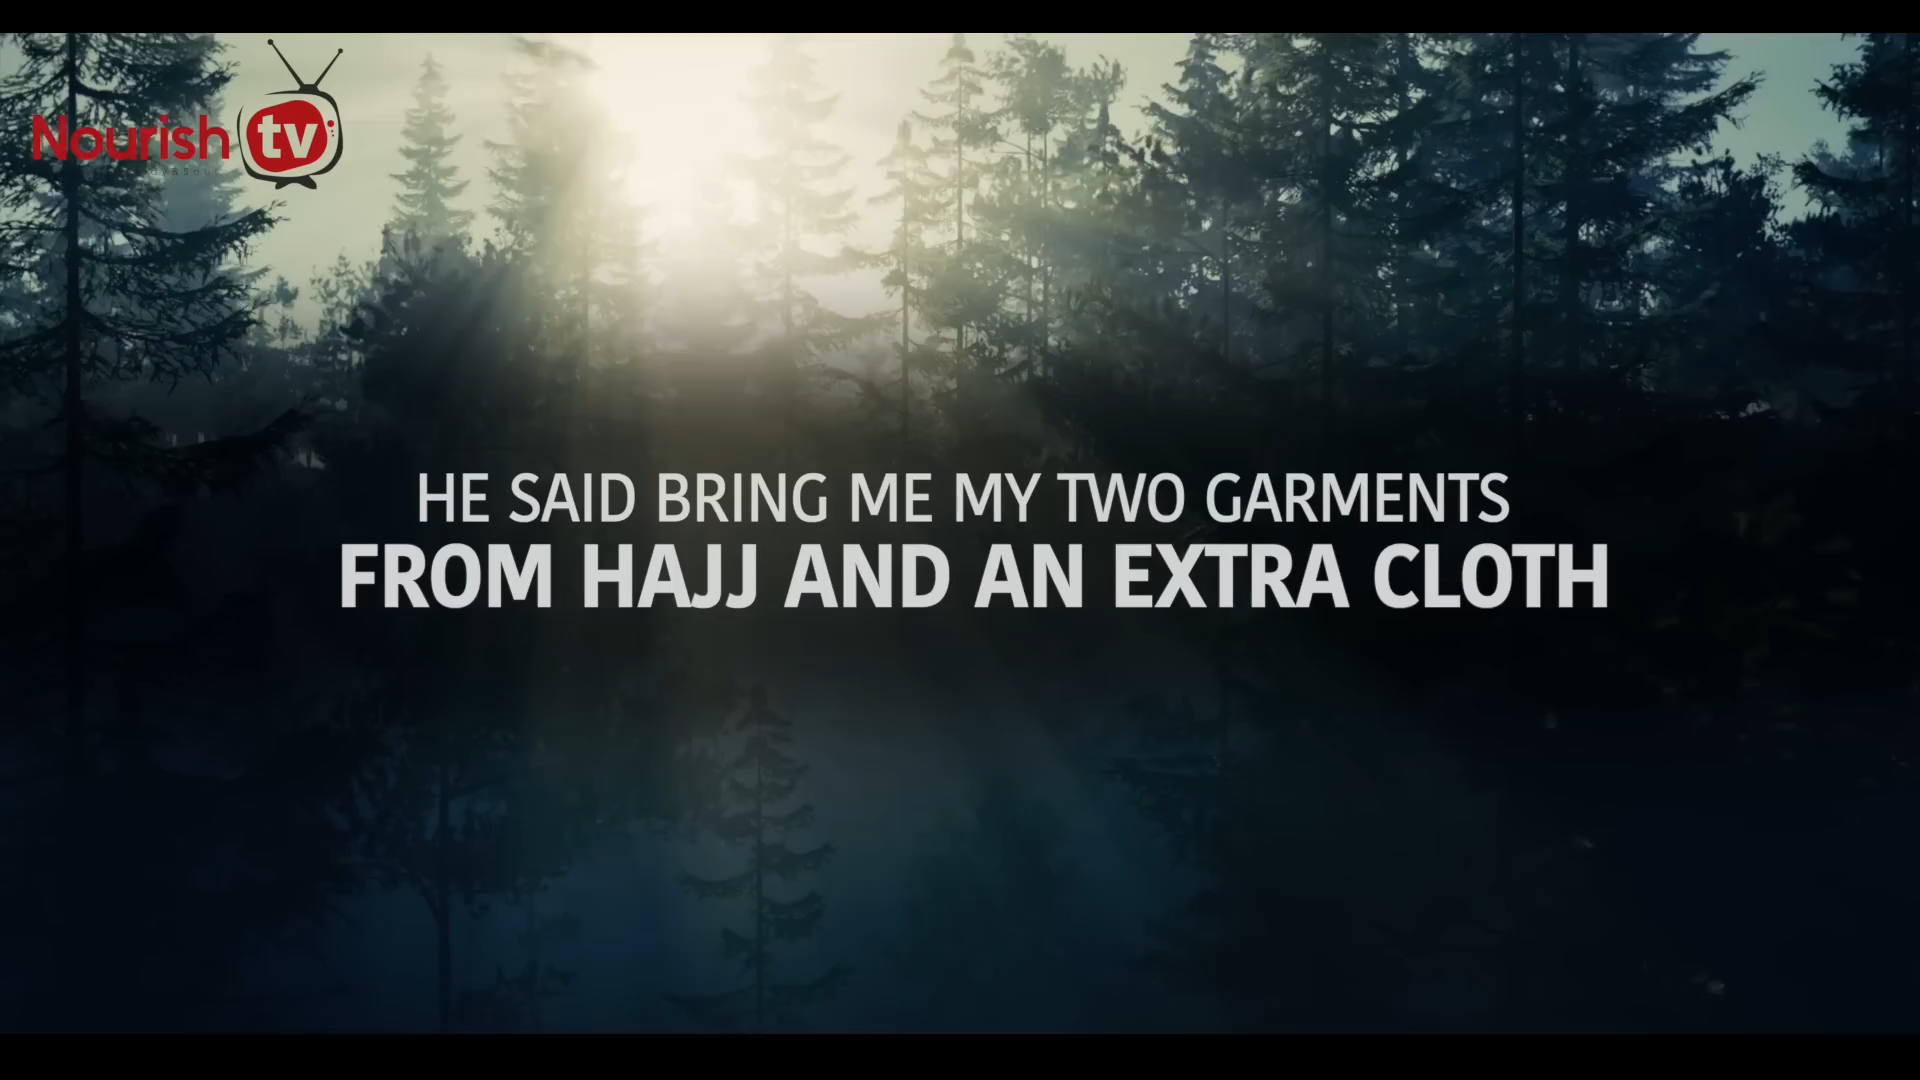 Nourish tv
HE SAID BRING ME MY TWO GARMENTS
FROM HAJJ AND AN EXTRA CLOTH